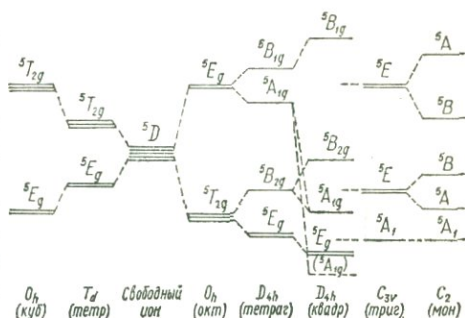 ⁵B₁g
⁵T₂g ⁵Eg ⁵B₁g ⁵E ⁵A
⁵A₁g
⁵T₂g ⁵D ⁵B
⁵B₂g
⁵Eg ⁵B₂g ⁵E ⁵B
⁵Eg ⁵T₂g ⁵A₁g ⁵A
⁵Eg ⁵Eg ⁵A₁ ⁵A₁
(⁵A₁g)
Oh Td Свободный Oh D₄h D₄h C₃v C₂
(куб) (тетр) ион (окт) (тетраг) (квадр) (триг) (мон)